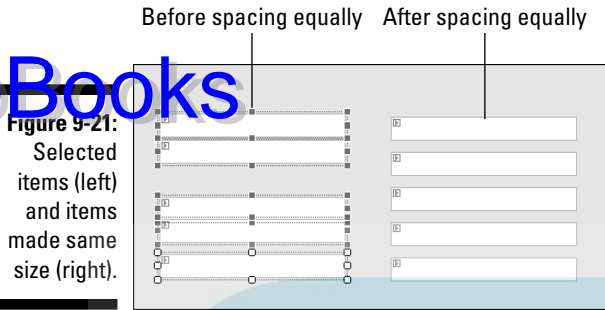 Before spacing equally After spacing equally
Books
Figure 9-21:
Selected
items (left)
and items
made same
size (right).